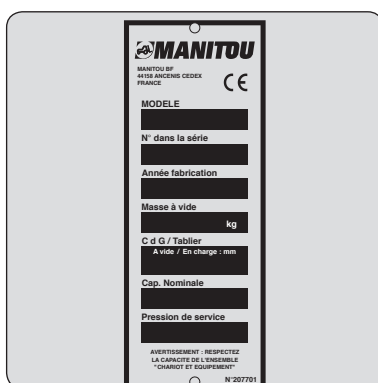 MANITOU
MANITOU BF
44158 ANCENIS CEDEX
FRANCE
CE
MODELE
N° dans la série
Année fabrication
Masse à vide
kg
C d G / Tablier
A vide / En charge : mm
Cap. Nominale
Pression de service
AVERTISSEMENT : RESPECTEZ
LA CAPACITE DE L'ENSEMBLE
"CHARIOT ET EQUIPEMENT"
N°207701